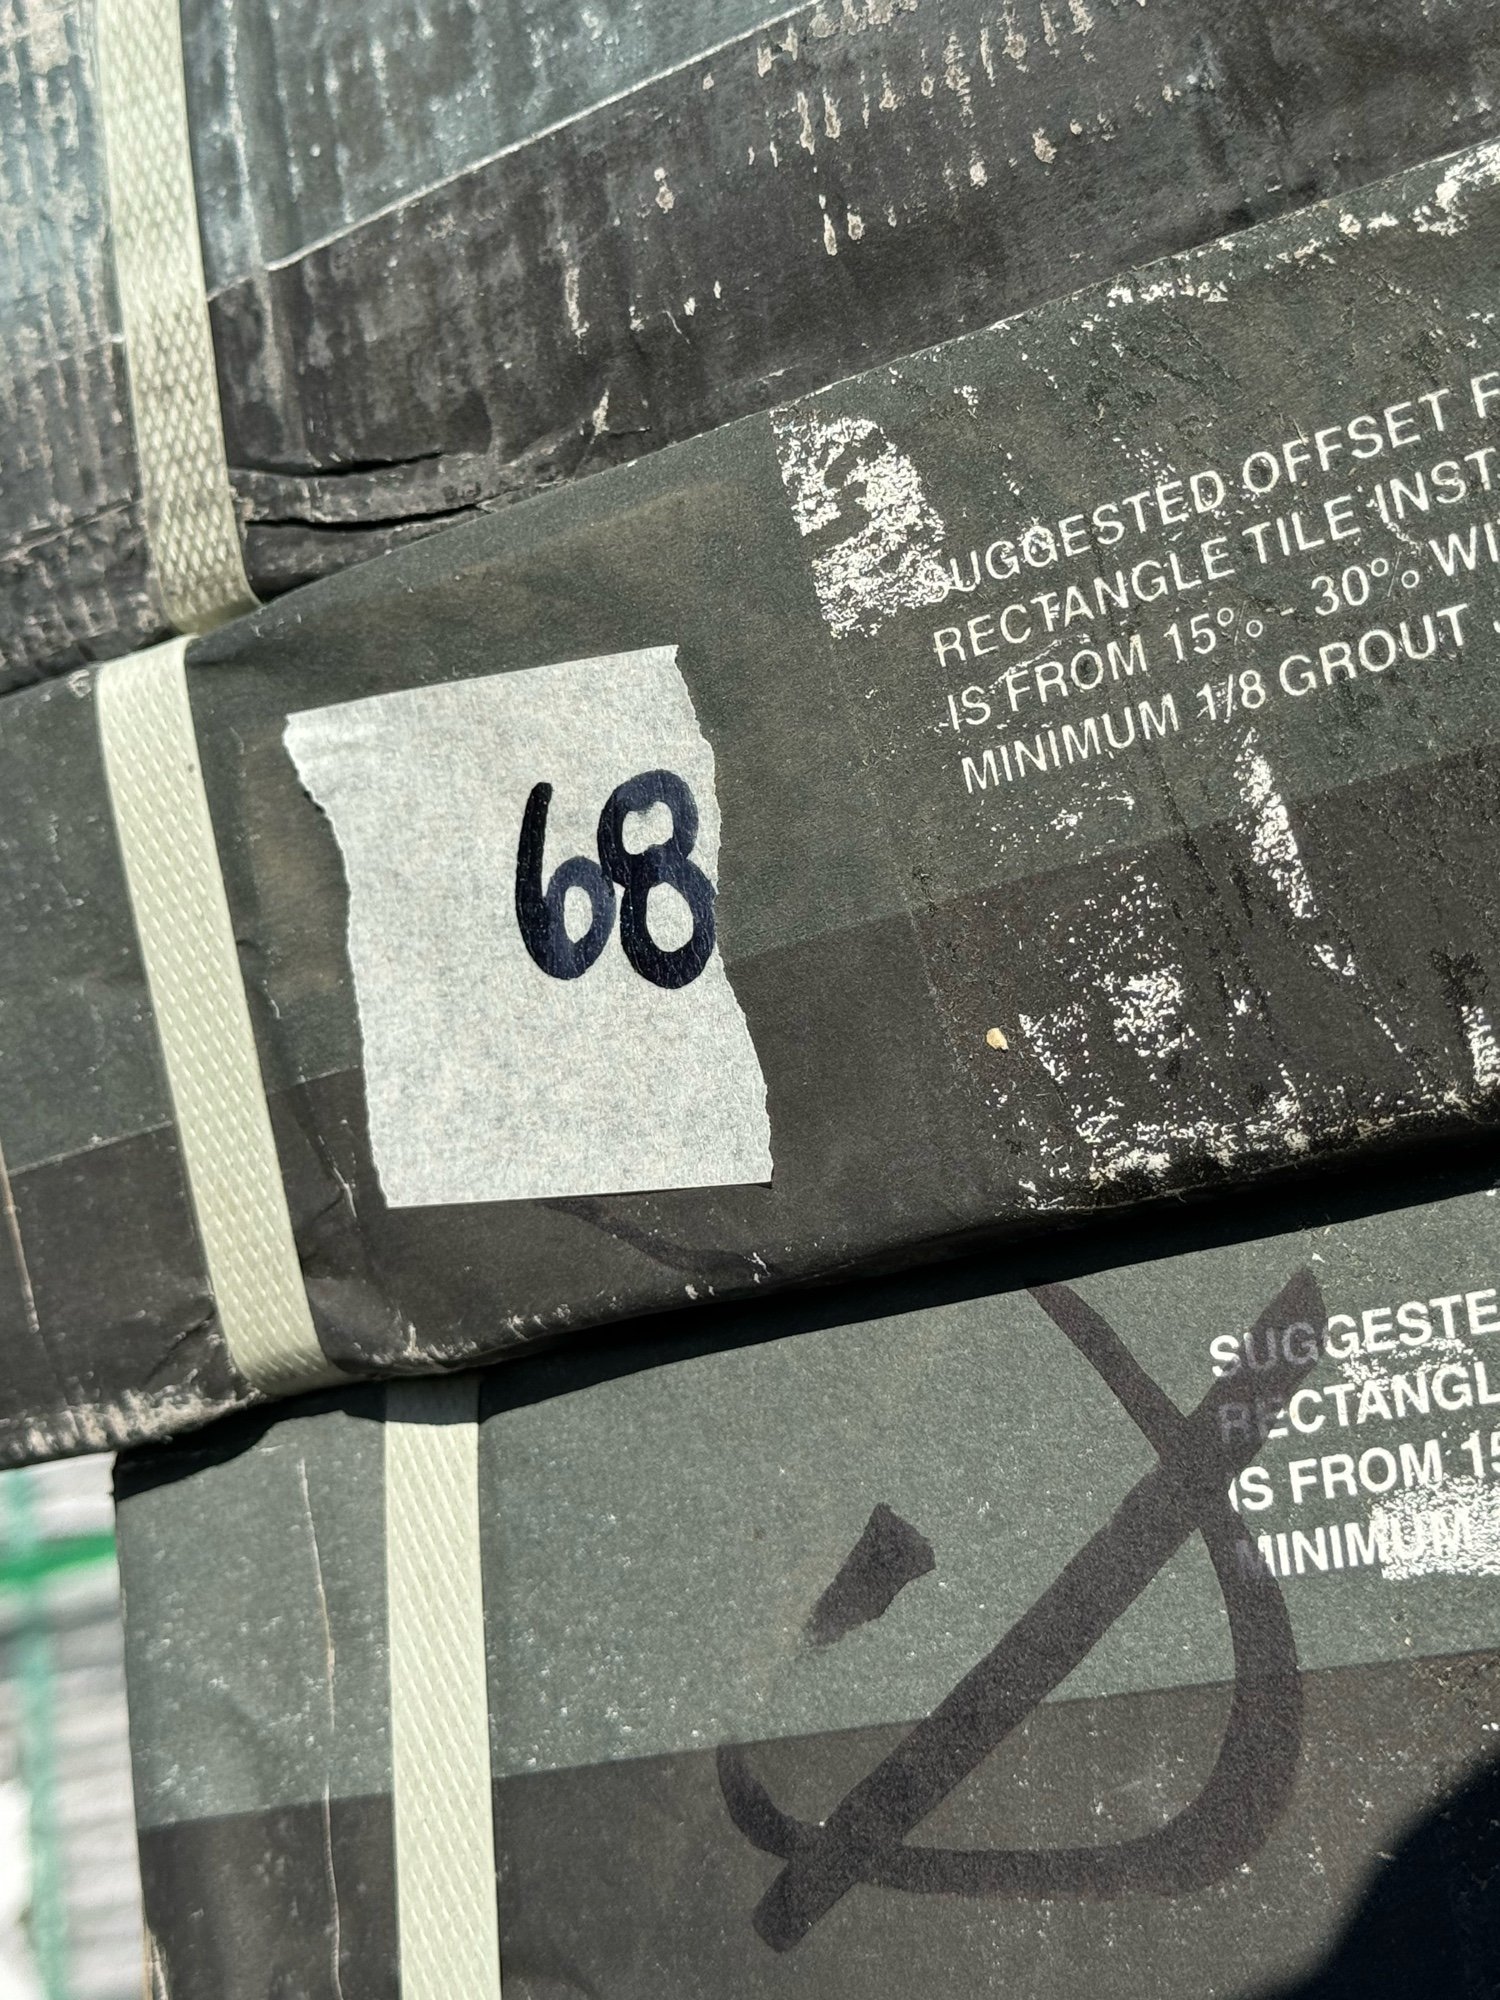 68
SUGGESTED OFFSET F
RECTANGLE TILE INST
IS FROM 15% - 30% WI
MINIMUM 1/8 GROUT
SUGGESTE
RECTANGL
IS FROM 15
MINIMUM